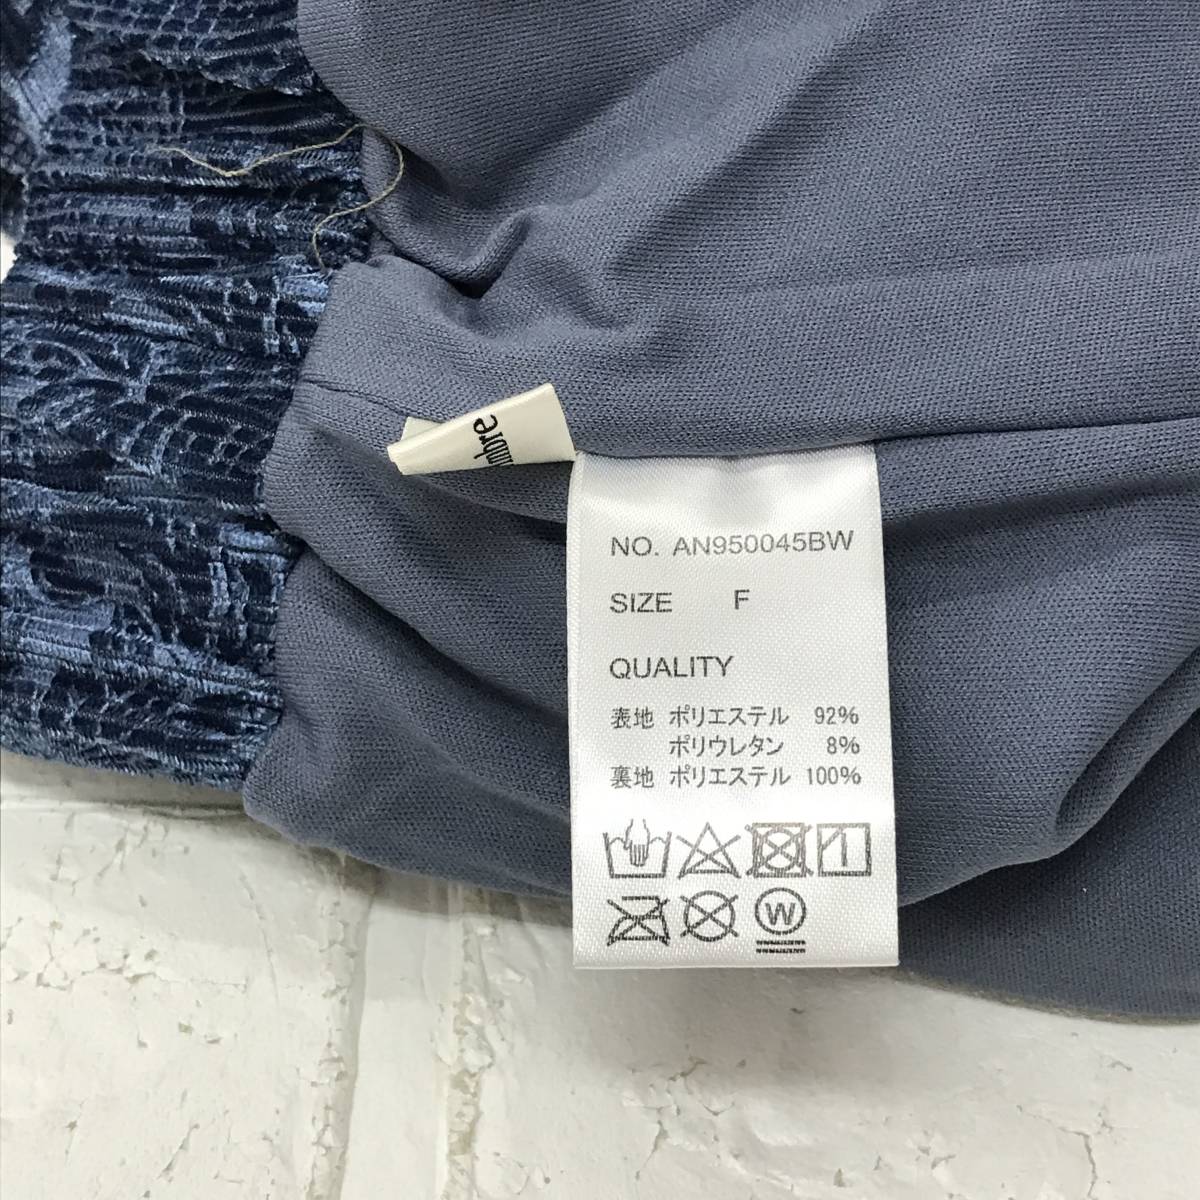 mbre
NO. AN950045BW
SIZE F
QUALITY
表地 ポリエステル 92%
ポリウレタン 8%
裏地 ポリエステル 100%
W